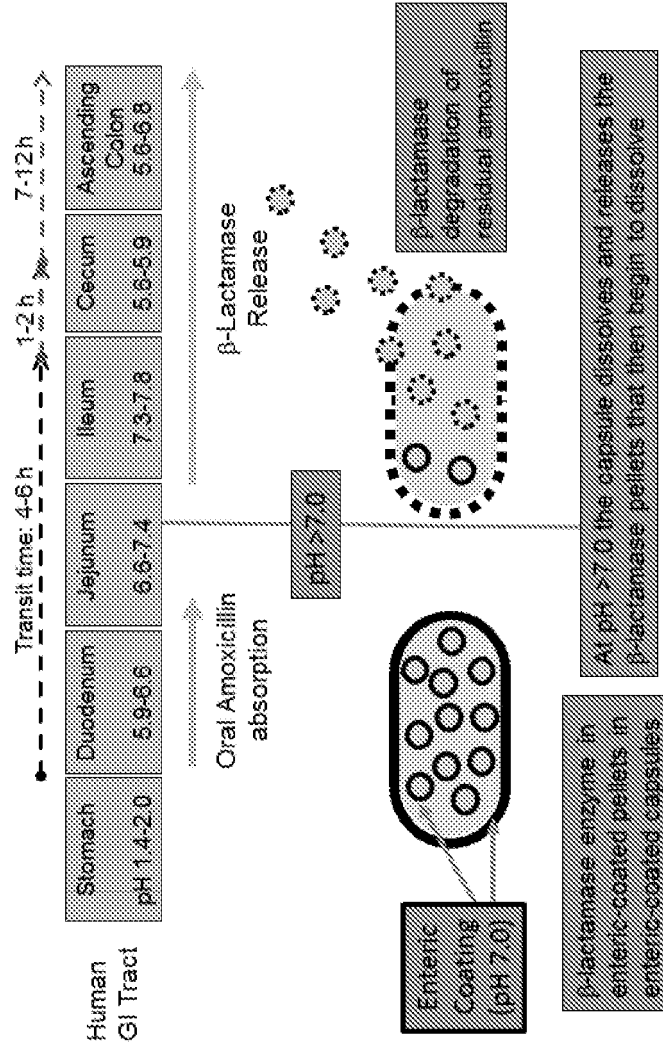 Human
GI Tract
Transit time: 4-6 h
1-2 h
7-12 h
Stomach
pH 1.4-2.0
Duodenum
5.9-6.6
Jejunum
6.6-7.4
Ileum
7.3-7.8
Cecum
5.6-5.9
Ascending
Colon
5.6-6.8
Oral Amoxicillin
absorption
β-Lactamase
Release
pH >7.0
Enteric
Coating
(pH 7.0)
β-lactamase
degradation of
residual amoxicillin
β-lactamase enzyme in
enteric-coated pellets in
enteric-coated capsules
At pH >7.0 the capsule dissolves and releases the
β-lactamase pellets that then begin to dissolve